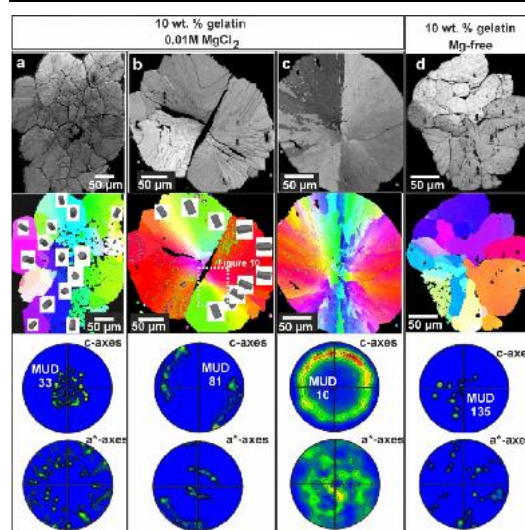 10 wt. % gelatin
0.01M MgCl2
10 wt. % gelatin
Mg-free
a
b
c
d
50 µm
50 µm
50 µm
50 µm
Figure 10
50 µm
50 µm
50 µm
50 µm
c-axes
c-axes
c-axes
c-axes
MUD
33
MUD
81
MUD
10
MUD
135
a*-axes
a*-axes
a*-axes
a*-axes